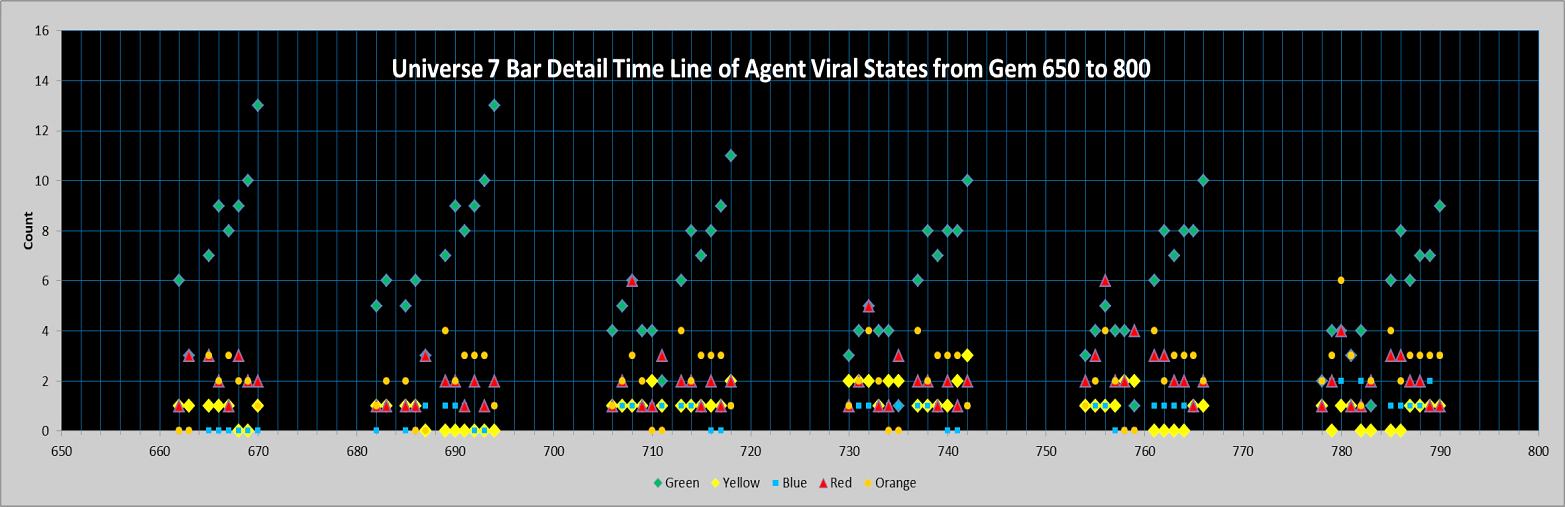 Universe 7 Bar Detail Time Line of Agent Viral States from Gem 650 to 800
Count
16
14
12
10
8
6
4
2
0
650 660 670 680 690 700 710 720 730 740 750 760 770 780 790 800
Green Yellow Blue Red Orange